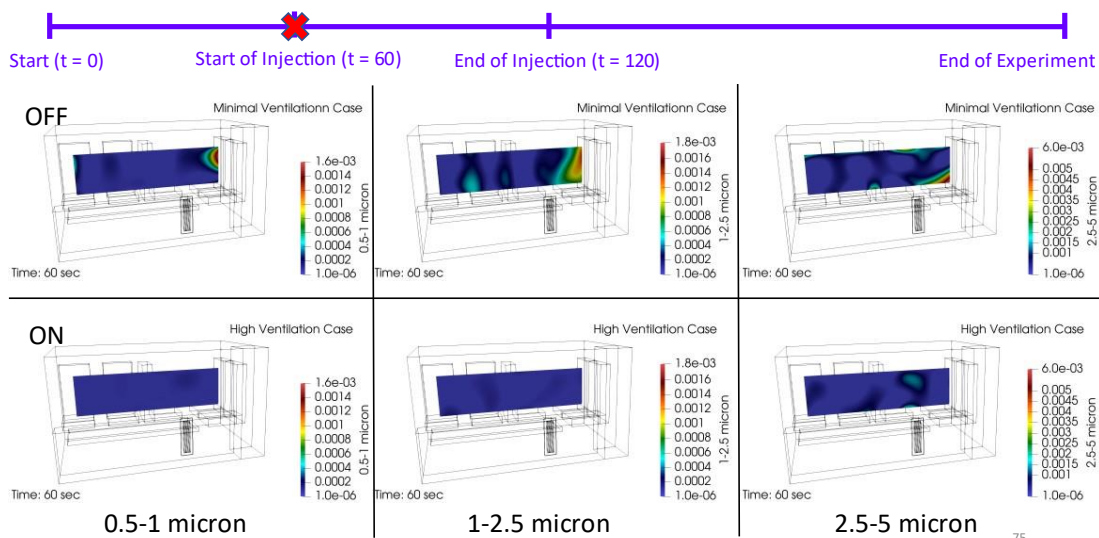 Start (t = 0)
Start of Injection (t = 60)
End of Injection (t = 120)
End of Experiment
OFF
Minimal Ventilationn Case
1.6e-03
0.0014
0.0012
0.001
0.0008
0.0006
0.0004
0.0002
1.0e-06
0.5-1 micron
Time: 60 sec
Minimal Ventilationn Case
1.8e-03
0.0016
0.0014
0.0012
0.001
0.0008
0.0006
0.0004
0.0002
1.0e-06
1-2.5 micron
Time: 60 sec
Minimal Ventilationn Case
6.0e-03
0.005
0.0045
0.004
0.0035
0.003
0.0025
0.002
0.0015
0.001
1.0e-06
2.5-5 micron
Time: 60 sec
ON
High Ventilation Case
1.6e-03
0.0014
0.0012
0.001
0.0008
0.0006
0.0004
0.0002
1.0e-06
0.5-1 micron
Time: 60 sec
High Ventilation Case
1.8e-03
0.0016
0.0014
0.0012
0.001
0.0008
0.0006
0.0004
0.0002
1.0e-06
1-2.5 micron
Time: 60 sec
High Ventilation Case
6.0e-03
0.005
0.0045
0.004
0.0035
0.003
0.0025
0.002
0.0015
0.001
1.0e-06
2.5-5 micron
Time: 60 sec
0.5-1 micron
1-2.5 micron
2.5-5 micron